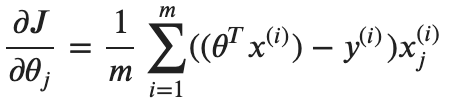 ∂J/∂θ_j = 1/m ∑_{i=1}^{m} ((θ^T x^{(i)}) − y^{(i)}) x_j^{(i)}